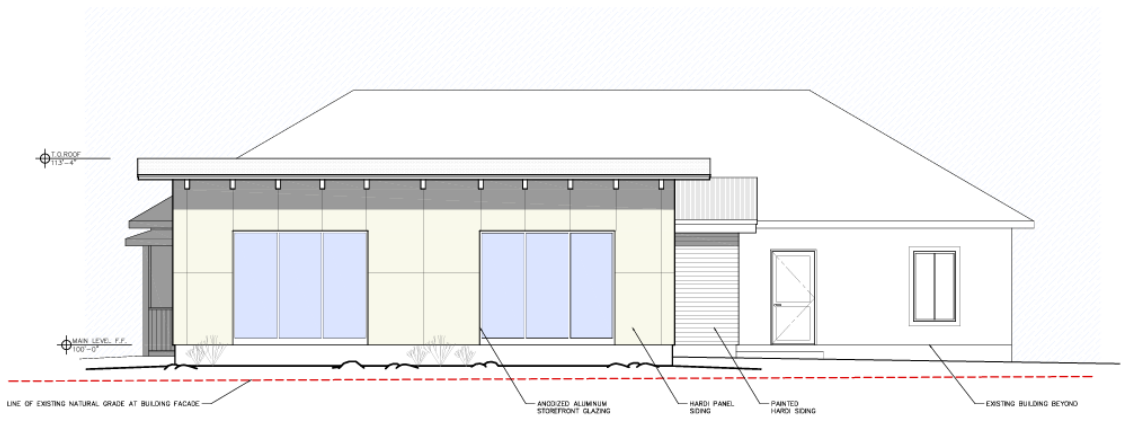 T.O.ROOF
113'-4"
MAIN LEVEL F.F.
100'-0"
LINE OF EXISTING NATURAL GRADE AT BUILDING FACADE
ANODIZED ALUMINUM
STOREFRONT GLAZING
HARDI PANEL
SIDING
PAINTED
HARDI SIDING
EXISTING BUILDING BEYOND